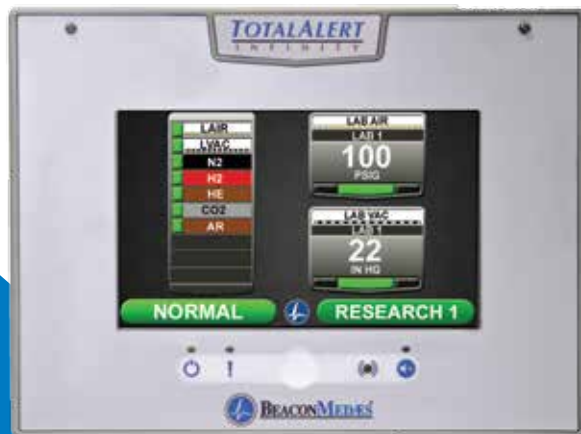 TOTALALERT
INFINITY
LAIR
LVAC
N2
H2
HE
CO2
AR
LAB AIR
LAB 1
100
PSIG
LAB VAC
LAB 1
22
IN HG
NORMAL
RESEARCH 1
BEACONMEDÆS